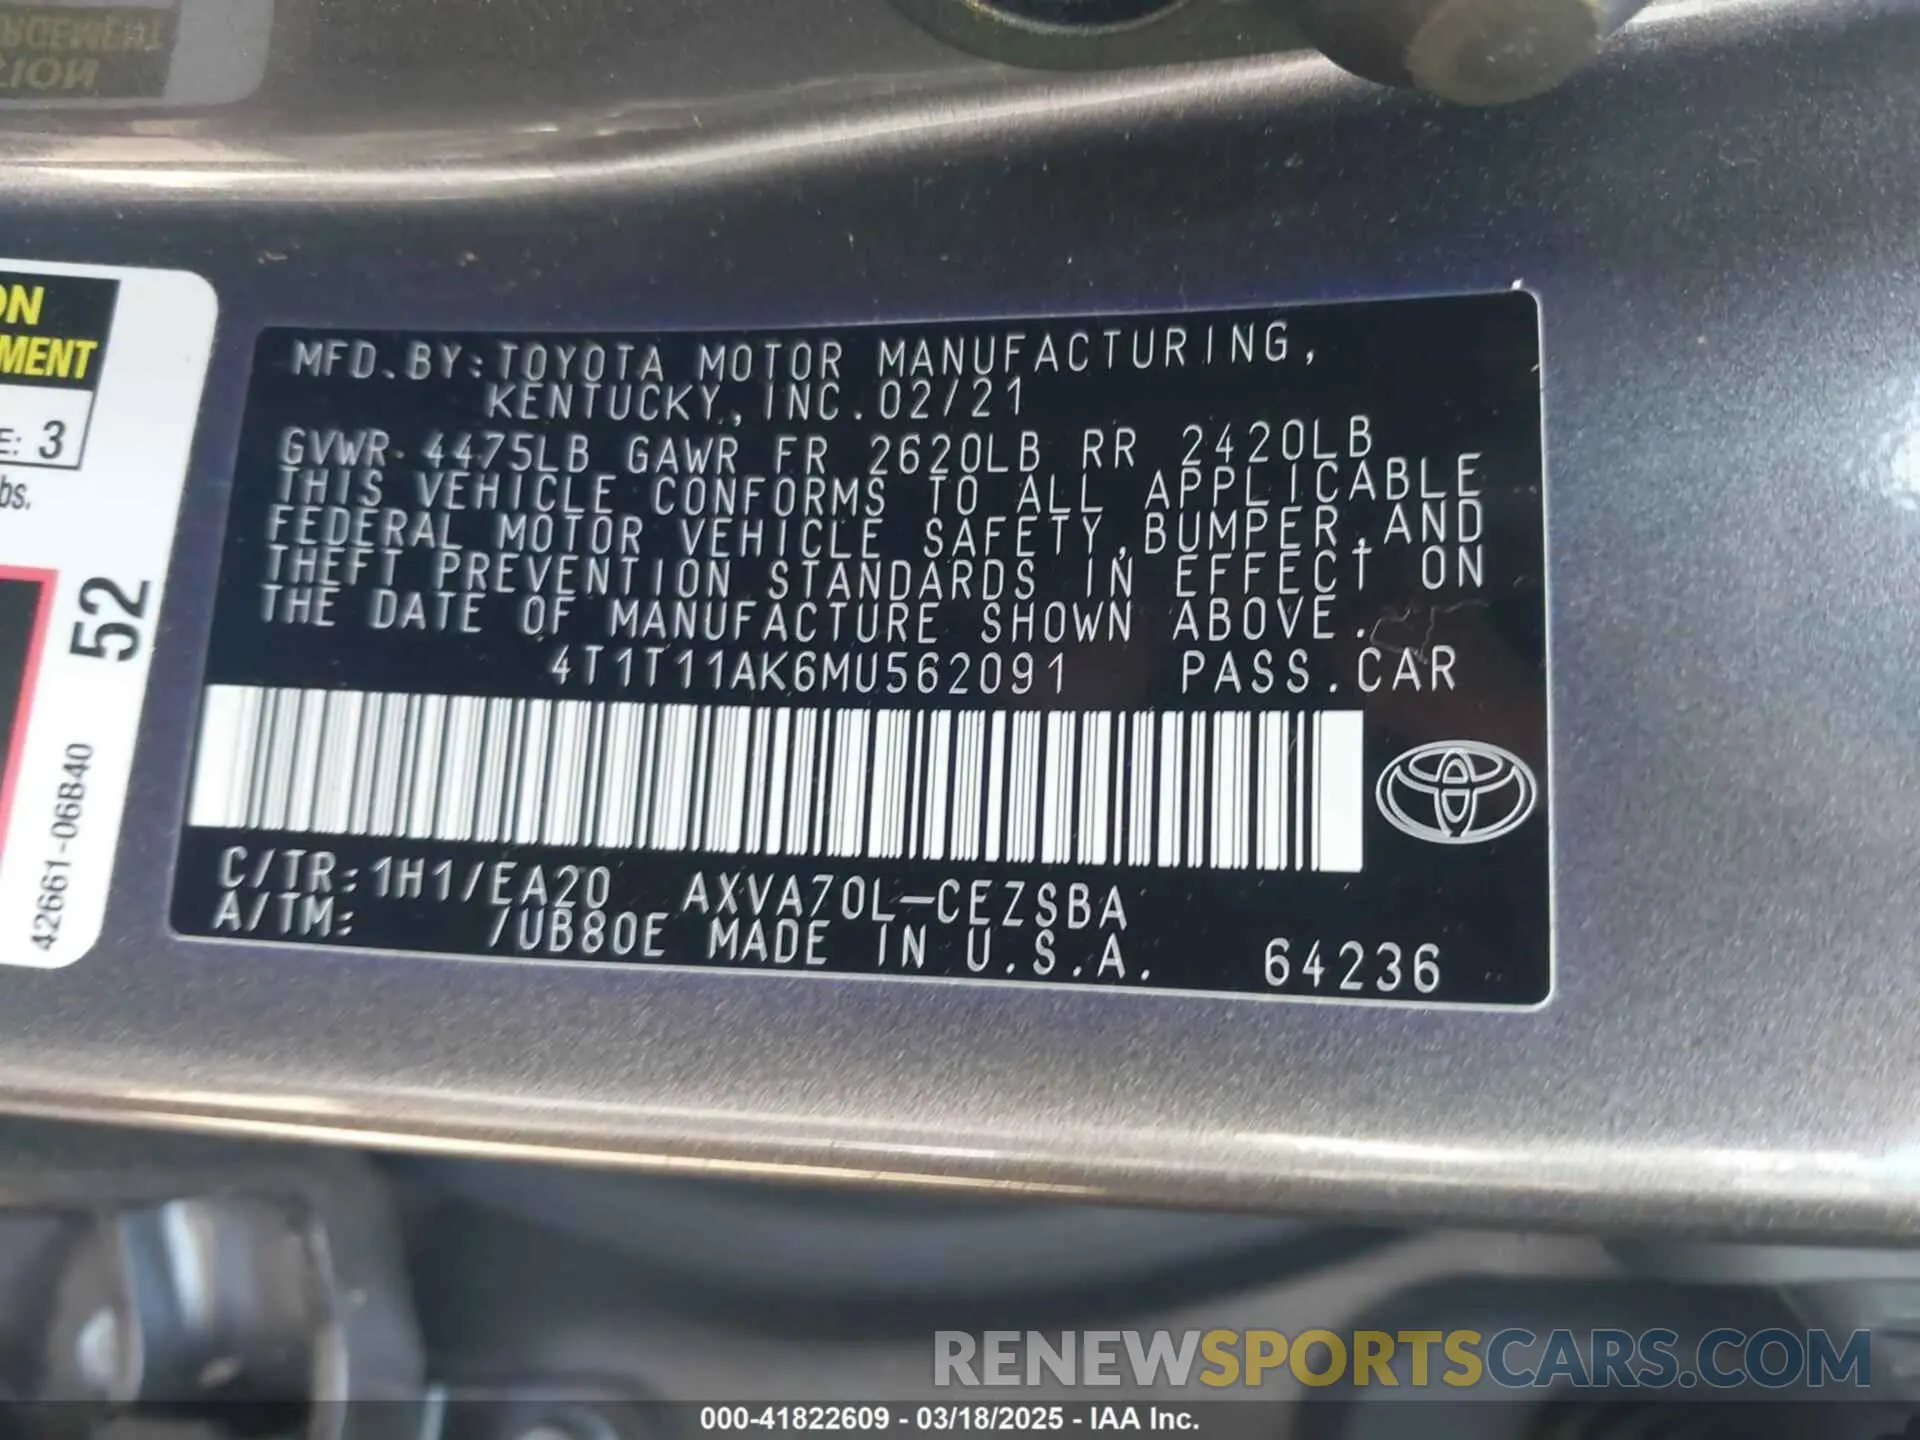 ON
MENT
E: 3
bs.
52
42661-06B40
MFD.BY:TOYOTA MOTOR MANUFACTURING,
KENTUCKY, INC. 02/21
GVWR 4475LB GAWR FR 2620LB RR 2420LB
THIS VEHICLE CONFORMS TO ALL APPLICABLE
FEDERAL MOTOR VEHICLE SAFETY, BUMPER, AND
THEFT PREVENTION STANDARDS IN EFFECT ON
THE DATE OF MANUFACTURE SHOWN ABOVE.
4T1T11AK6MU562091 PASS.CAR
C/TR:1H1/EA20 AXVA70L-CEZSBA
A/TM: /UB80E MADE IN U.S.A. 64236
RENEWSPORTSCARS.COM
000-41822609 - 03/18/2025 - IAA Inc.